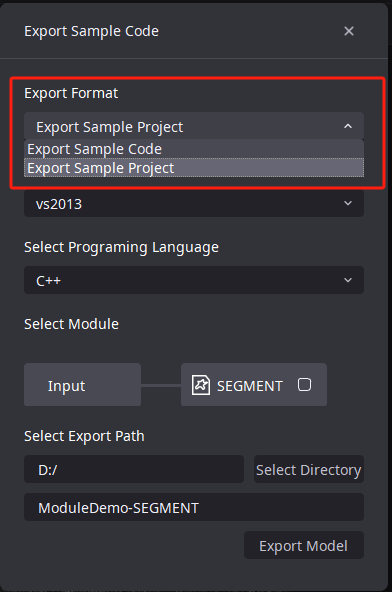 Export Sample Code
Export Format
Export Sample Project
Export Sample Code
Export Sample Project
vs2013
Select Programing Language
C++
Select Module
Input SEGMENT
Select Export Path
D:/ Select Directory
ModuleDemo-SEGMENT
Export Model